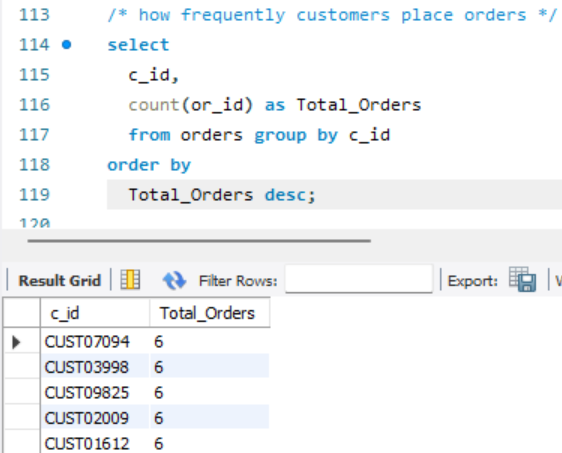 113 /* how frequently customers place orders */
114 select
115 c_id,
116 count(or_id) as Total_Orders
117 from orders group by c_id
118 order by
119 Total_Orders desc;
120
Result Grid Filter Rows: Export:
c_id Total_Orders
CUST07094 6
CUST03998 6
CUST09825 6
CUST02009 6
CUST01612 6